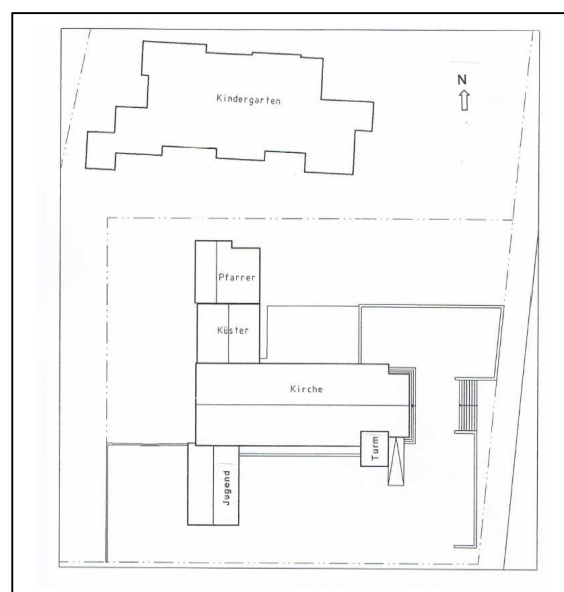 N
Kindergarten
Pfarrer
Küster
Kirche
Turm
Jugend